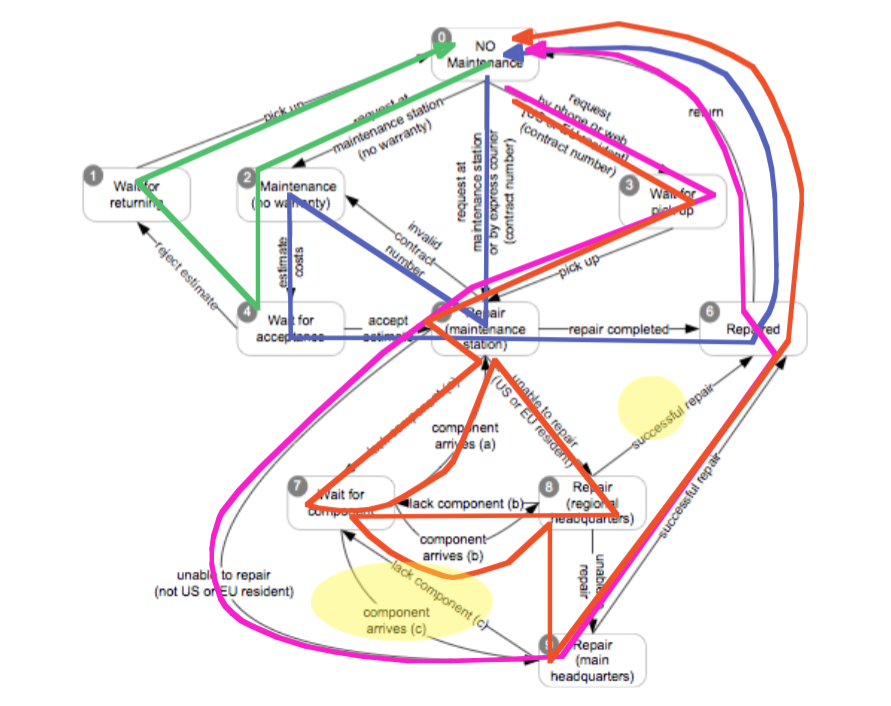 0
NO
Maintenance
pick up
request at
maintenance station
(no warranty)
request at
maintenance station
or by express courier
(contract number)
request
by phone or web
(US or EU resident)
(contract number)
return
1
Wait for
returning
2
Maintenance
(no warranty)
3
Wait for
pick up
reject estimate
estimate
costs
invalid
contract
number
pick up
4
Wait for
acceptance
accept
estimate
Repair
(maintenance
station)
repair completed
6
Repaired
lack component (a)
component
arrives (a)
unable to repair
(US or EU resident)
successful repair
7
Wait for
component
lack component (b)
component
arrives (b)
8
Repair
(regional
headquarters)
successful repair
unable to repair
(not US or EU resident)
lack component (c)
component
arrives (c)
unable
repair
9
Repair
(main
headquarters)